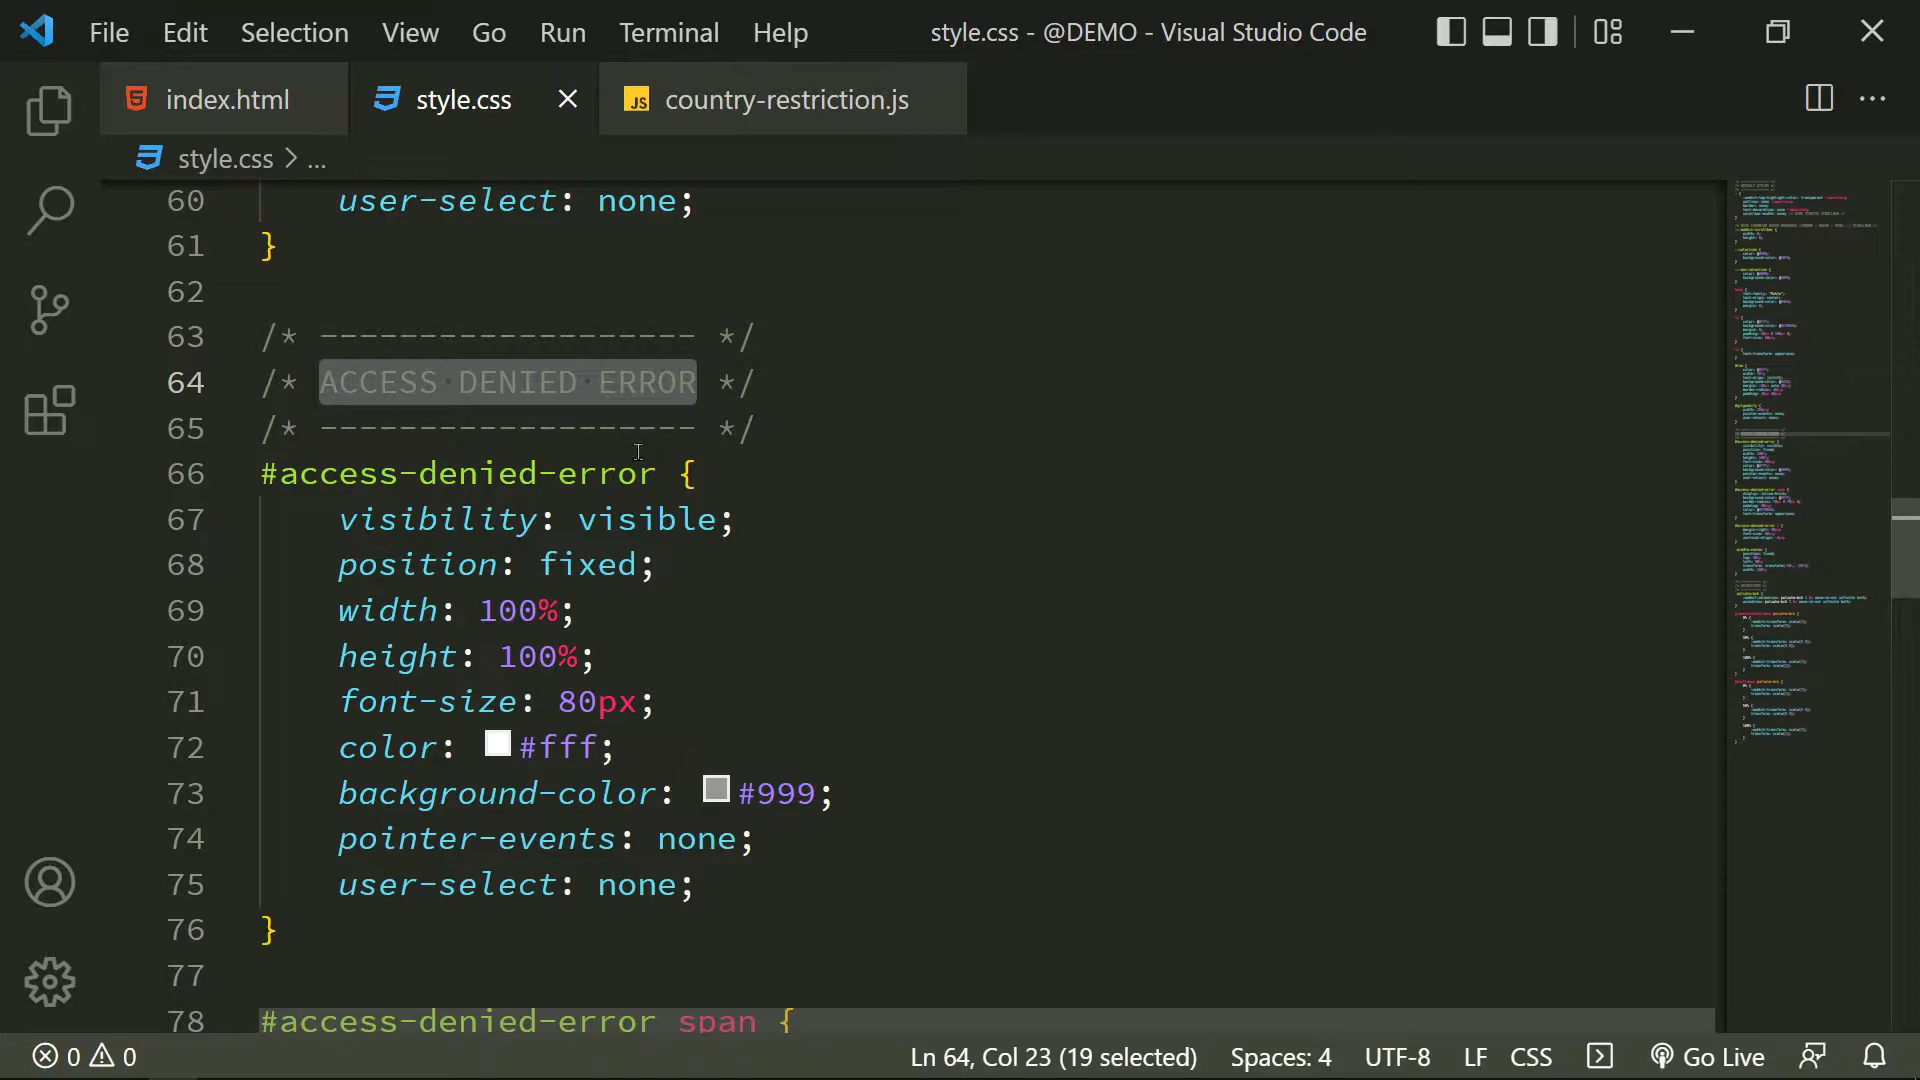 File Edit Selection View Go Run Terminal Help style.css - @DEMO - Visual Studio Code
index.html style.css country-restriction.js
style.css > ...
60 user-select: none;
61 }
62
63 /* ------------------- */
64 /* ACCESS·DENIED·ERROR */
65 /* ------------------- */
66 #access-denied-error {
67 visibility: visible;
68 position: fixed;
69 width: 100%;
70 height: 100%;
71 font-size: 80px;
72 color: #fff;
73 background-color: #999;
74 pointer-events: none;
75 user-select: none;
76 }
77
78 #access-denied-error span {
0 0 Ln 64, Col 23 (19 selected) Spaces: 4 UTF-8 LF CSS Go Live